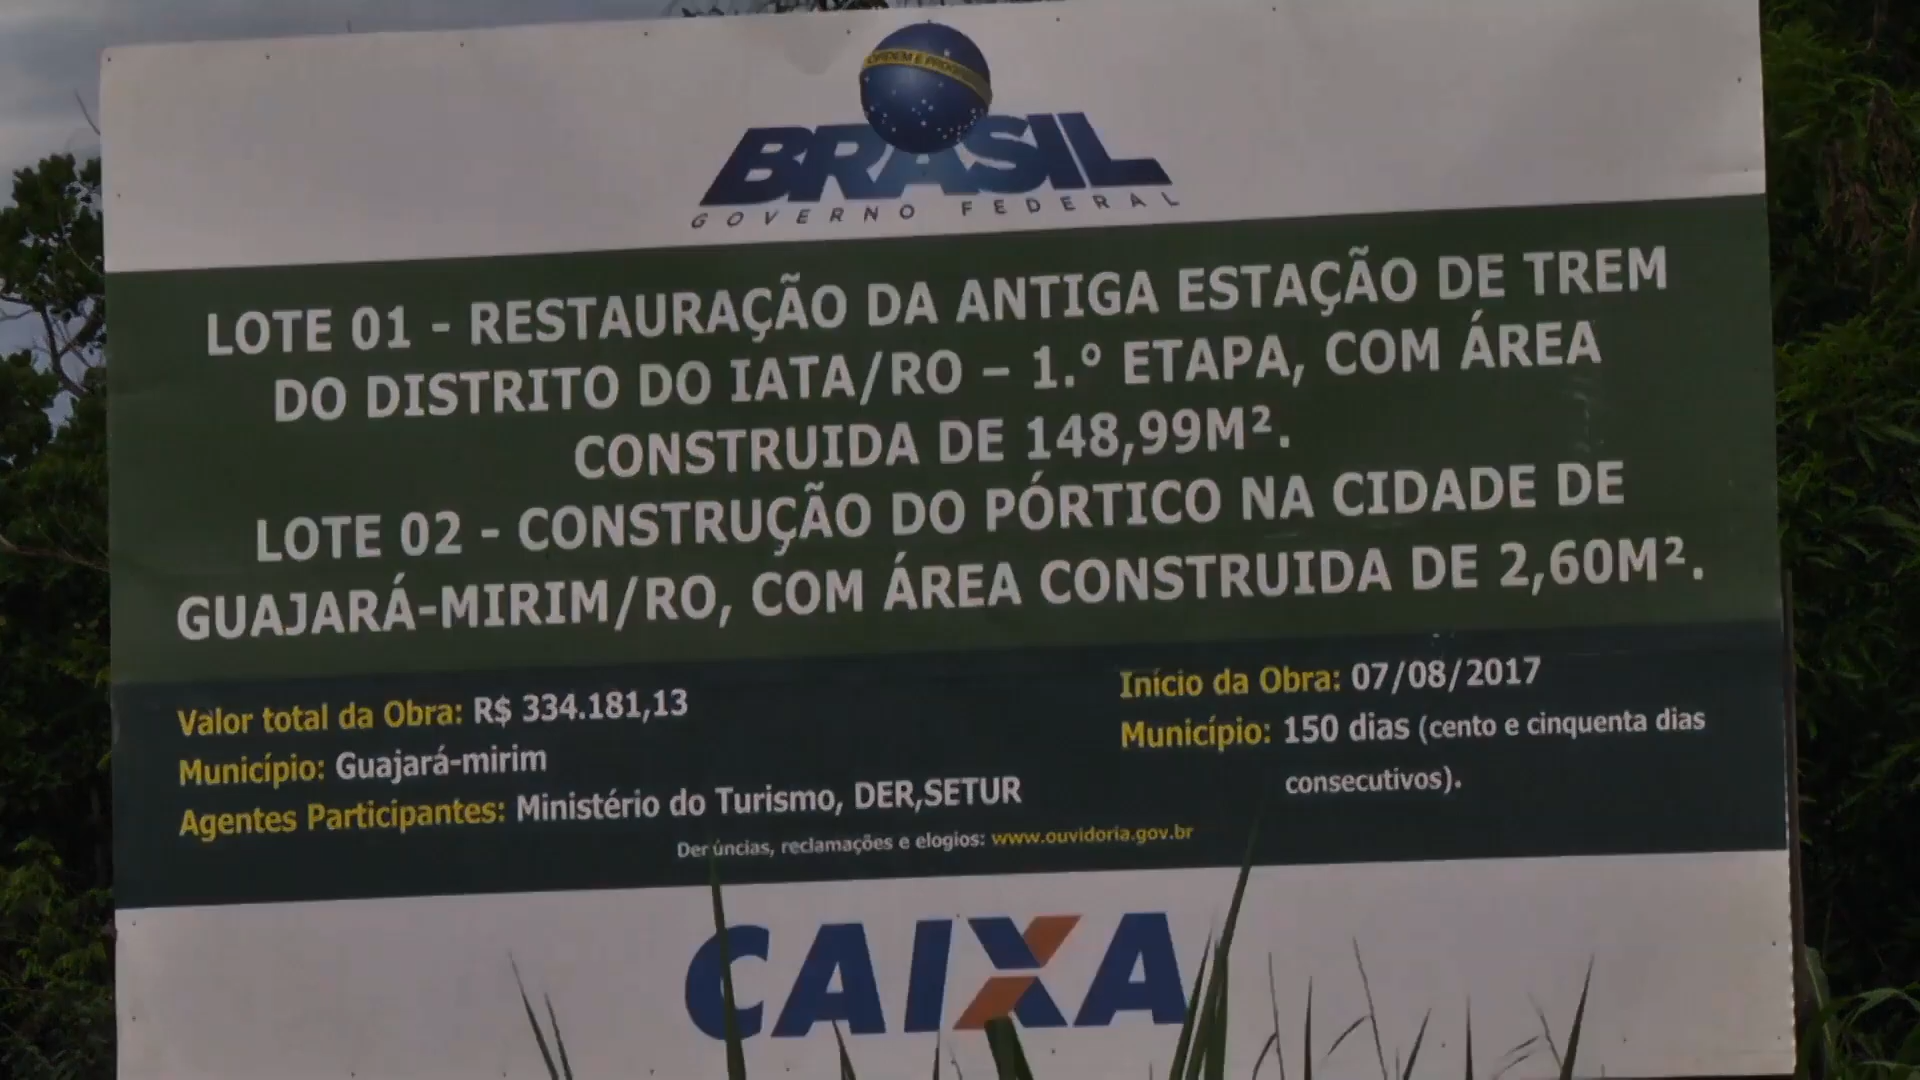 ORDEM E PROGRESSO
BRASIL
GOVERNO FEDERAL
LOTE 01 - RESTAURAÇÃO DA ANTIGA ESTAÇÃO DE TREM
DO DISTRITO DO IATA/RO – 1.º ETAPA, COM ÁREA
CONSTRUIDA DE 148,99M².
LOTE 02 - CONSTRUÇÃO DO PÓRTICO NA CIDADE DE
GUAJARÁ-MIRIM/RO, COM ÁREA CONSTRUIDA DE 2,60M².
Valor total da Obra: R$ 334.181,13
Município: Guajará-mirim
Agentes Participantes: Ministério do Turismo, DER,SETUR
Início da Obra: 07/08/2017
Município: 150 dias (cento e cinquenta dias
consecutivos).
Denúncias, reclamações e elogios: www.ouvidoria.gov.br
CAIXA